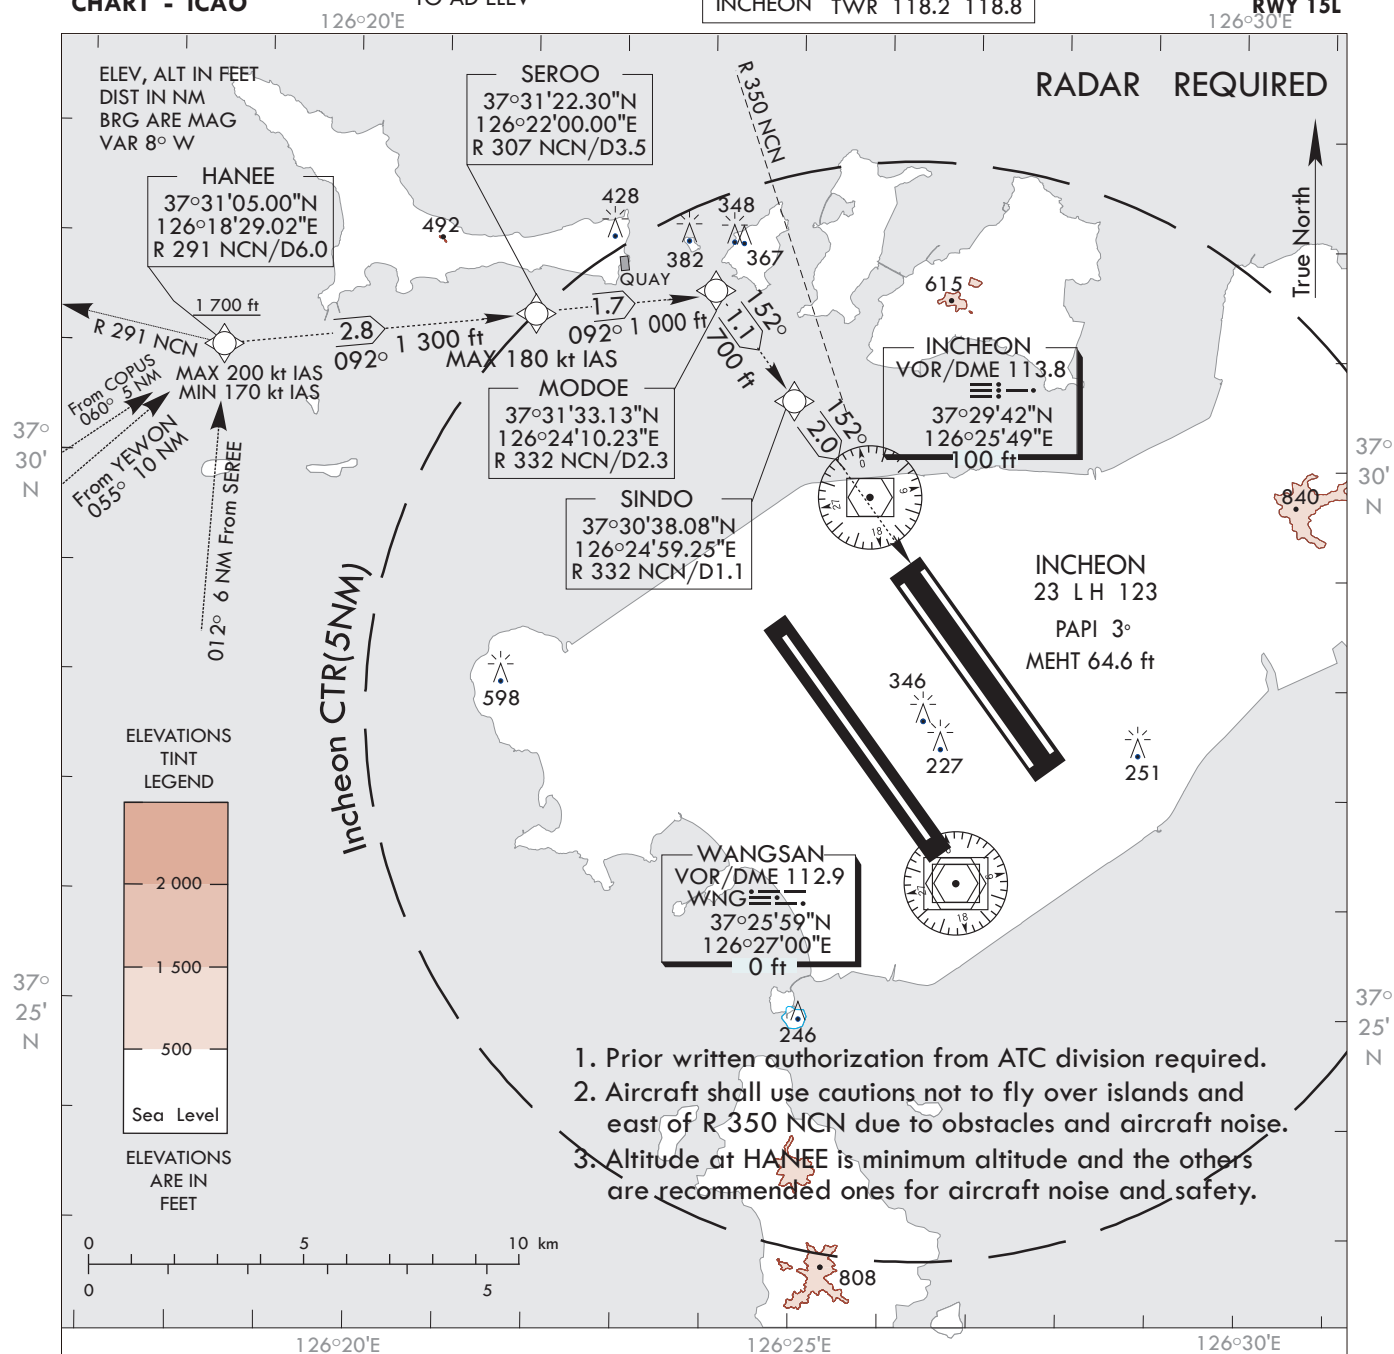 CHART - ICAO
TO AD ELEV
INCHEON TWR 118.2 118.8
RWY 15L
126°20'E
126°30'E
ELEV, ALT IN FEET
DIST IN NM
BRG ARE MAG
VAR 8° W
RADAR REQUIRED
True North
SEROO
37°31'22.30"N
126°22'00.00"E
R 307 NCN/D3.5
HANEE
37°31'05.00"N
126°18'29.02"E
R 291 NCN/D6.0
R 350 NCN
428
348
492
382
367
QUAY
615
1 700 ft
R 291 NCN
2.8
092° 1 300 ft
1.7
092° 1 000 ft
MAX 180 kt IAS
152°
1.1
700 ft
MAX 200 kt IAS
MIN 170 kt IAS
From COPUS
060° 5 NM
From YEWON
055° 10 NM
012° 6 NM From SEREE
MODOE
37°31'33.13"N
126°24'10.23"E
R 332 NCN/D2.3
INCHEON
VOR/DME 113.8
37°29'42"N
126°25'49"E
100 ft
152°
2.0
SINDO
37°30'38.08"N
126°24'59.25"E
R 332 NCN/D1.1
0
9
18
27
37°
30'
N
37°
30'
N
840
INCHEON
23 L H 123
PAPI 3°
MEHT 64.6 ft
Incheon CTR(5NM)
598
346
227
251
ELEVATIONS
TINT
LEGEND
2 000
1 500
500
Sea Level
ELEVATIONS
ARE IN
FEET
WANGSAN
VOR/DME 112.9
WNG
37°25'59"N
126°27'00"E
0 ft
9
18
27
37°
25'
N
37°
25'
N
246
1. Prior written authorization from ATC division required.
2. Aircraft shall use cautions not to fly over islands and
east of R 350 NCN due to obstacles and aircraft noise.
3. Altitude at HANEE is minimum altitude and the others
are recommended ones for aircraft noise and safety.
808
0 5 10 km
0 5
126°20'E
126°25'E
126°30'E